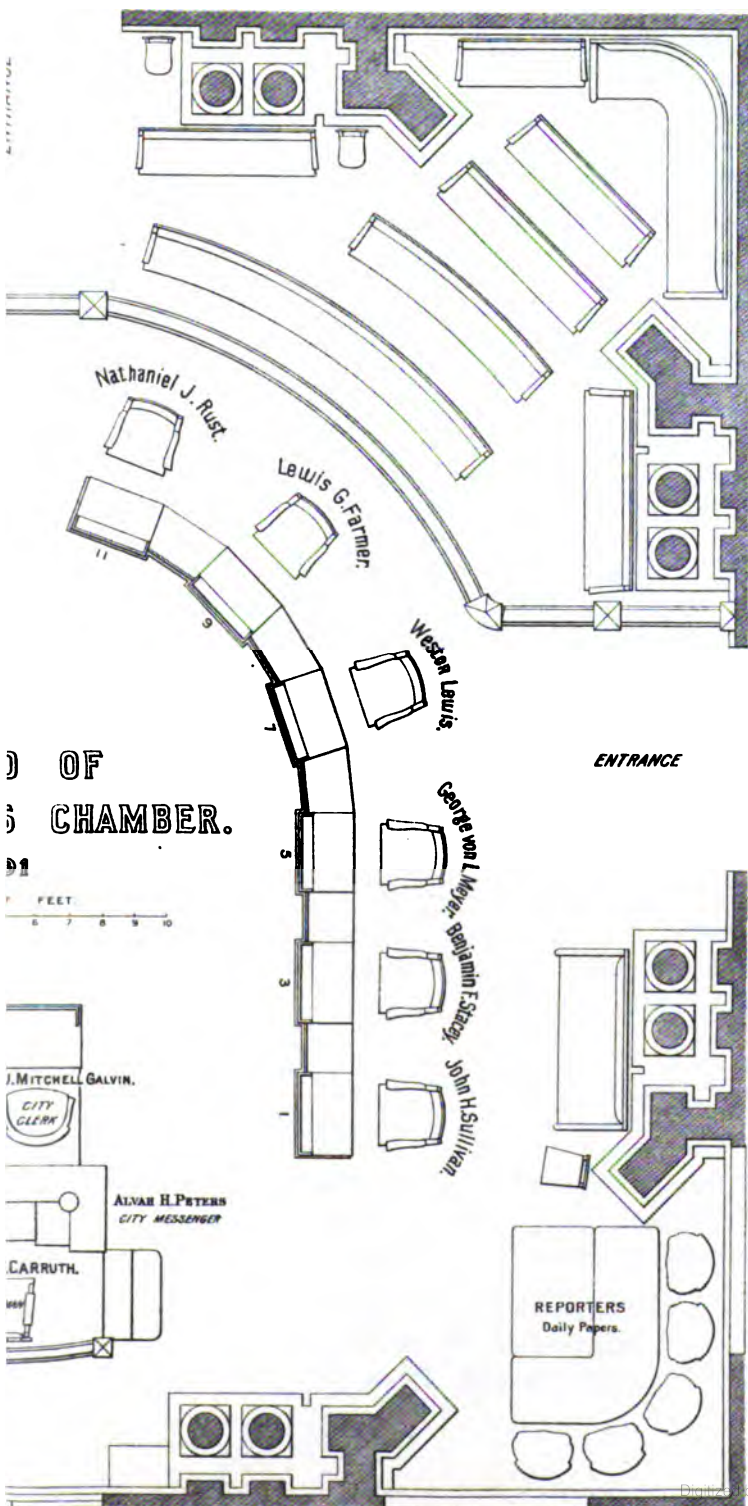 ENTRANCE
Nathaniel J. Rust.
Lewis G. Farmer.
11
9
Weston Lewis.
7
ENTRANCE
OF
CHAMBER.
George von L. Meyer.
5
FEET.
6 7 8 9 10
Benjamin F. Stacey.
3
John H. Sullivan.
1
J. MITCHELL GALVIN.
CITY
CLERK
ALVAH H. PETERS
CITY MESSENGER
CARRUTH.
REPORTERS
Daily Papers.
Digitized